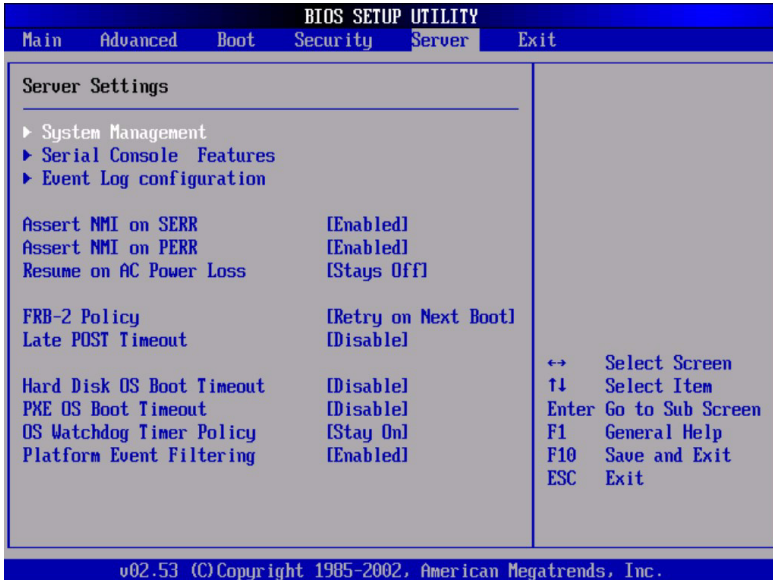 BIOS SETUP UTILITY
Main Advanced Boot Security Server Exit
Server Settings
System Management
Serial Console Features
Event Log configuration
Assert NMI on SERR [Enabled]
Assert NMI on PERR [Enabled]
Resume on AC Power Loss [Stays Off]
FRB-2 Policy [Retry on Next Boot]
Late POST Timeout [Disable]
Hard Disk OS Boot Timeout [Disable]
PXE OS Boot Timeout [Disable]
OS Watchdog Timer Policy [Stay On]
Platform Event Filtering [Enabled]
↔ Select Screen
↑↓ Select Item
Enter Go to Sub Screen
F1 General Help
F10 Save and Exit
ESC Exit
v02.53 (C)Copyright 1985-2002, American Megatrends, Inc.